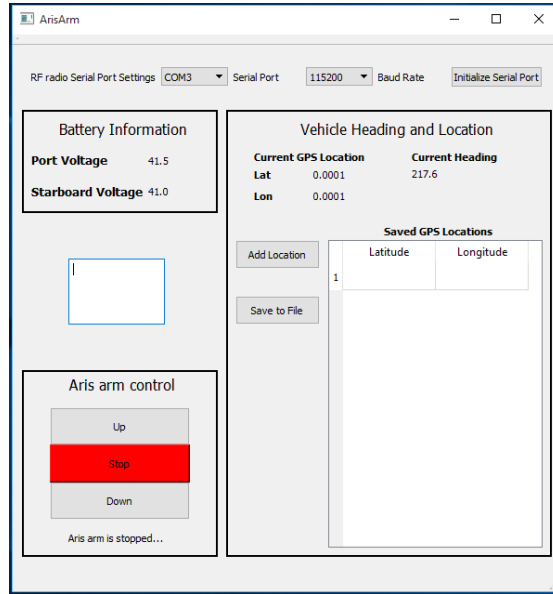 ArisArm
RF radio Serial Port Settings COM3 Serial Port 115200 Baud Rate Initialize Serial Port
Battery Information
Port Voltage 41.5
Starboard Voltage 41.0
Vehicle Heading and Location
Current GPS Location Current Heading
Lat 0.0001 217.6
Lon 0.0001
Saved GPS Locations
Add Location
Save to File
Latitude Longitude
1
Aris arm control
Up
Stop
Down
Aris arm is stopped...